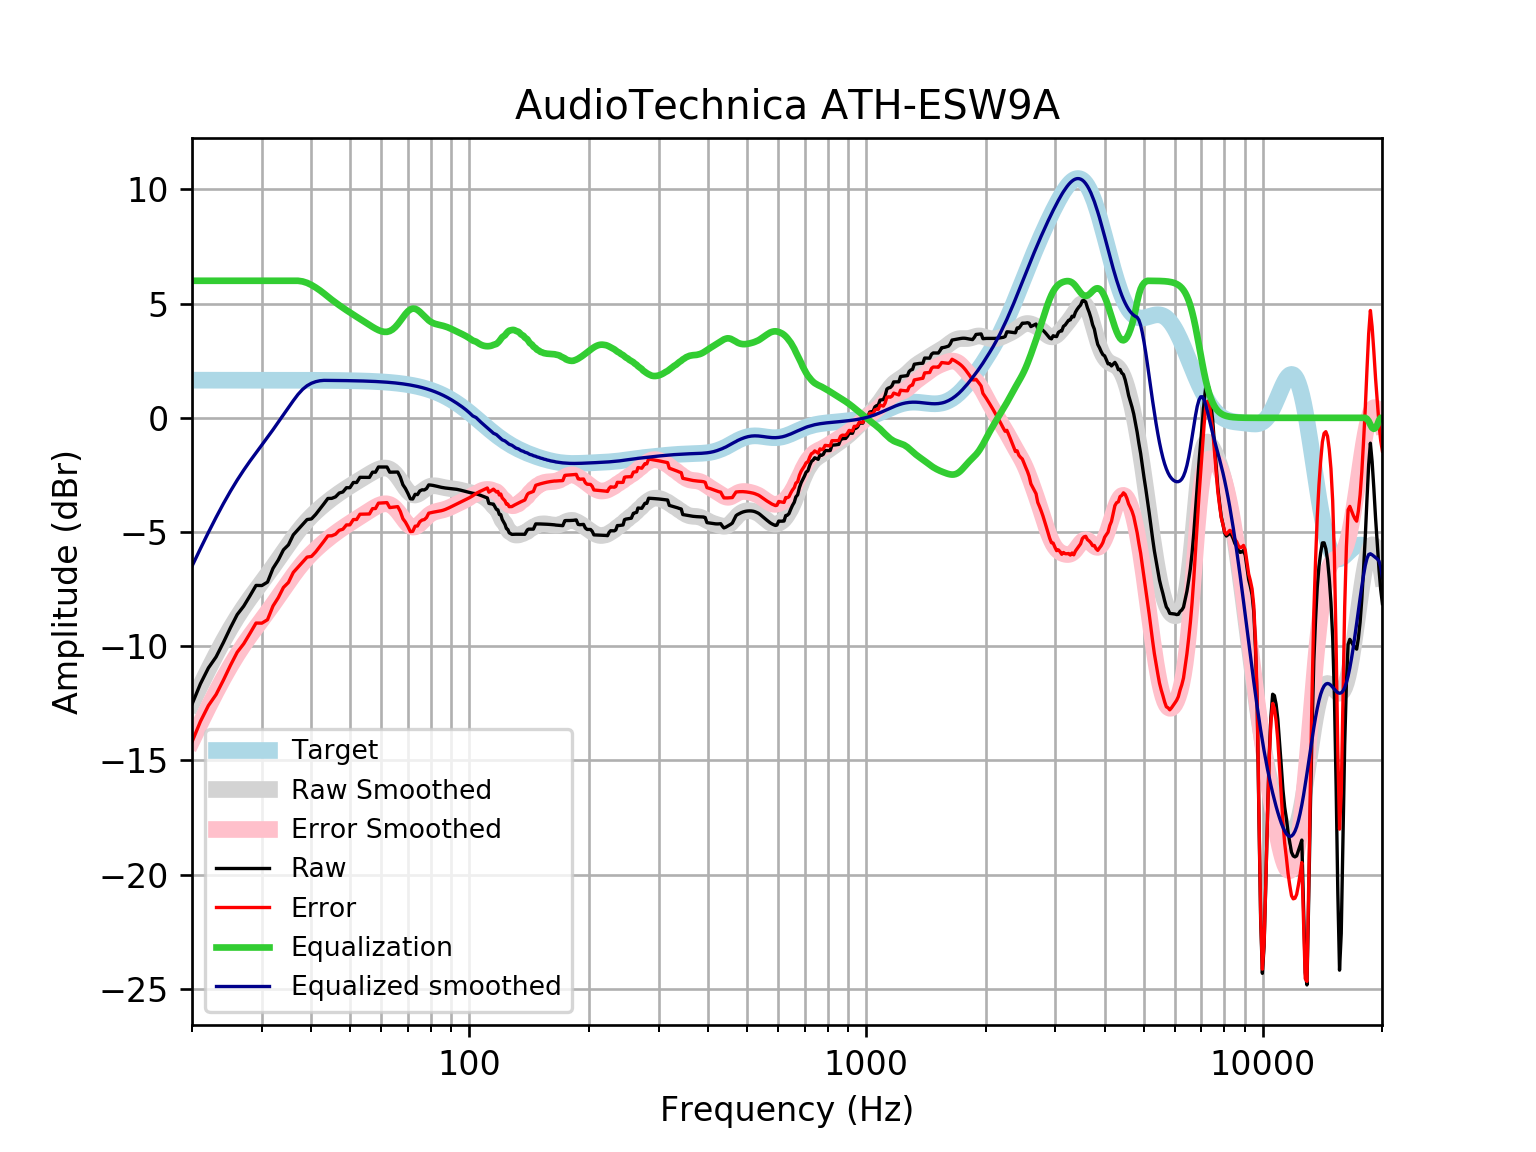 AudioTechnica ATH-ESW9A
Amplitude (dBr)
10
5
0
−5
−10
−15
−20
−25
Target
Raw Smoothed
Error Smoothed
Raw
Error
Equalization
Equalized smoothed
100
1000
10000
Frequency (Hz)